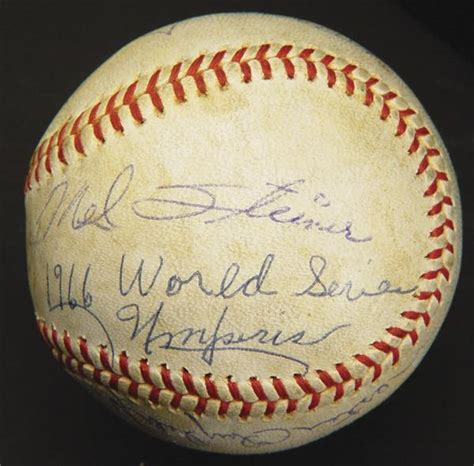 Mel Steiner
1966 World Series
Umpires